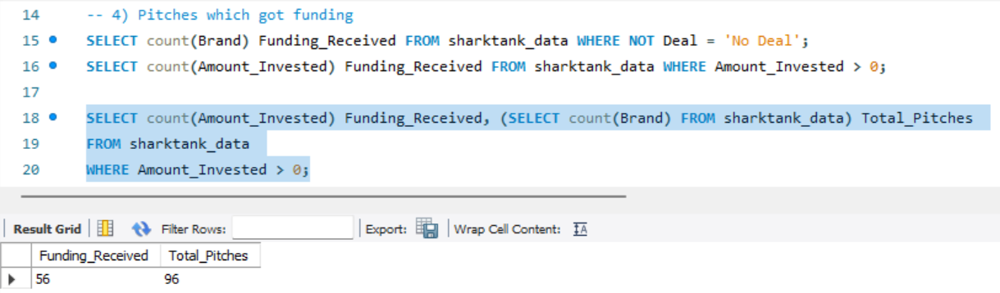 14 -- 4) Pitches which got funding
15 SELECT count(Brand) Funding_Received FROM sharktank_data WHERE NOT Deal = 'No Deal';
16 SELECT count(Amount_Invested) Funding_Received FROM sharktank_data WHERE Amount_Invested > 0;
17
18 SELECT count(Amount_Invested) Funding_Received, (SELECT count(Brand) FROM sharktank_data) Total_Pitches
19 FROM sharktank_data
20 WHERE Amount_Invested > 0;
Result Grid Filter Rows: Export: Wrap Cell Content: IA
Funding_Received Total_Pitches
56 96